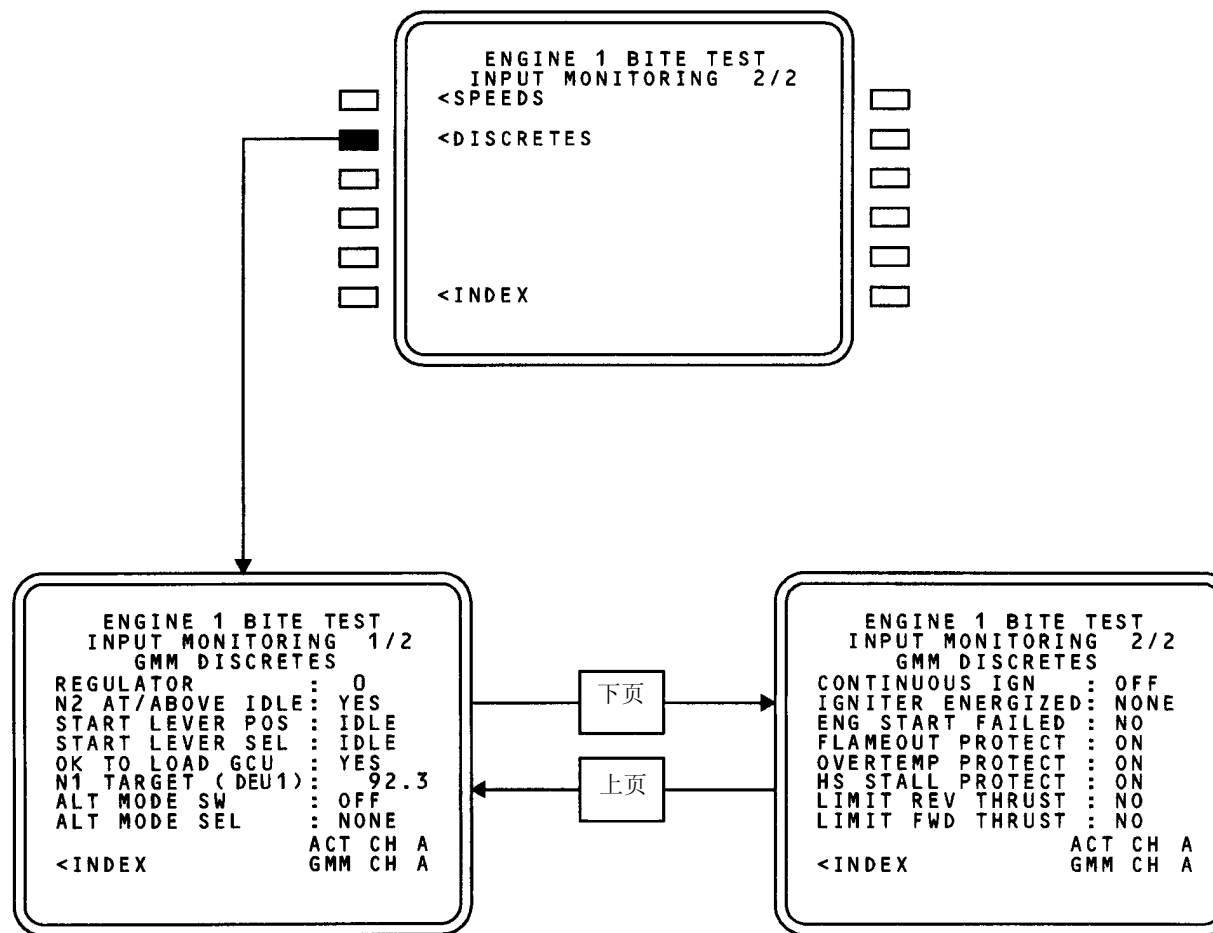 ENGINE 1 BITE TEST
INPUT MONITORING 2/2
<SPEEDS
<DISCRETES
<INDEX
ENGINE 1 BITE TEST
INPUT MONITORING 1/2
GMM DISCRETES
REGULATOR : 0
N2 AT/ABOVE IDLE: YES
START LEVER POS : IDLE
START LEVER SEL : IDLE
OK TO LOAD GCU : YES
N1 TARGET (DEU1): 92.3
ALT MODE SW : OFF
ALT MODE SEL : NONE
ACT CH A
<INDEX GMM CH A
下页
上页
ENGINE 1 BITE TEST
INPUT MONITORING 2/2
GMM DISCRETES
CONTINUOUS IGN : OFF
IGNITER ENERGIZED: NONE
ENG START FAILED : NO
FLAMEOUT PROTECT : ON
OVERTEMP PROTECT : ON
HS STALL PROTECT : ON
LIMIT REV THRUST : NO
LIMIT FWD THRUST : NO
ACT CH A
<INDEX GMM CH A